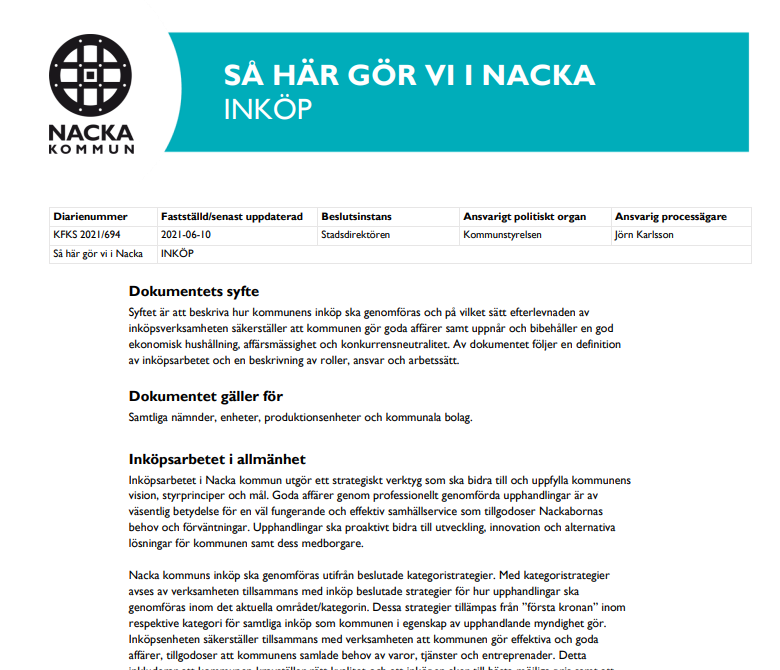 NACKA
KOMMUN
SÅ HÄR GÖR VI I NACKA
INKÖP
Diarienummer Fastställd/senast uppdaterad Beslutsinstans Ansvarigt politiskt organ Ansvarig processägare
KFKS 2021/694 2021-06-10 Stadsdirektören Kommunstyrelsen Jörn Karlsson
Så här gör vi i Nacka INKÖP
Dokumentets syfte
Syftet är att beskriva hur kommunens inköp ska genomföras och på vilket sätt efterlevnaden av
inköpsverksamheten säkerställer att kommunen gör goda affärer samt uppnår och bibehåller en god
ekonomisk hushållning, affärsmässighet och konkurrensneutralitet. Av dokumentet följer en definition
av inköpsarbetet och en beskrivning av roller, ansvar och arbetssätt.
Dokumentet gäller för
Samtliga nämnder, enheter, produktionsenheter och kommunala bolag.
Inköpsarbetet i allmänhet
Inköpsarbetet i Nacka kommun utgör ett strategiskt verktyg som ska bidra till och uppfylla kommunens
vision, styrprinciper och mål. Goda affärer genom professionellt genomförda upphandlingar är av
väsentlig betydelse för en väl fungerande och effektiv samhällservice som tillgodoser Nackabornas
behov och förväntningar. Upphandlingar ska proaktivt bidra till utveckling, innovation och alternativa
lösningar för kommunen samt dess medborgare.
Nacka kommuns inköp ska genomföras utifrån beslutade kategoristrategier. Med kategoristrategier
avses av verksamheten tillsammans med inköp beslutade strategier för hur upphandlingar ska
genomföras inom det aktuella området/kategorin. Dessa strategier tillämpas från ”första kronan” inom
respektive kategori för samtliga inköp som kommunen i egenskap av upphandlande myndighet gör.
Inköpsenheten säkerställer tillsammans med verksamheten att kommunen gör effektiva och goda
affärer, tillgodoser att kommunens samlade behov av varor, tjänster och entreprenader. Detta